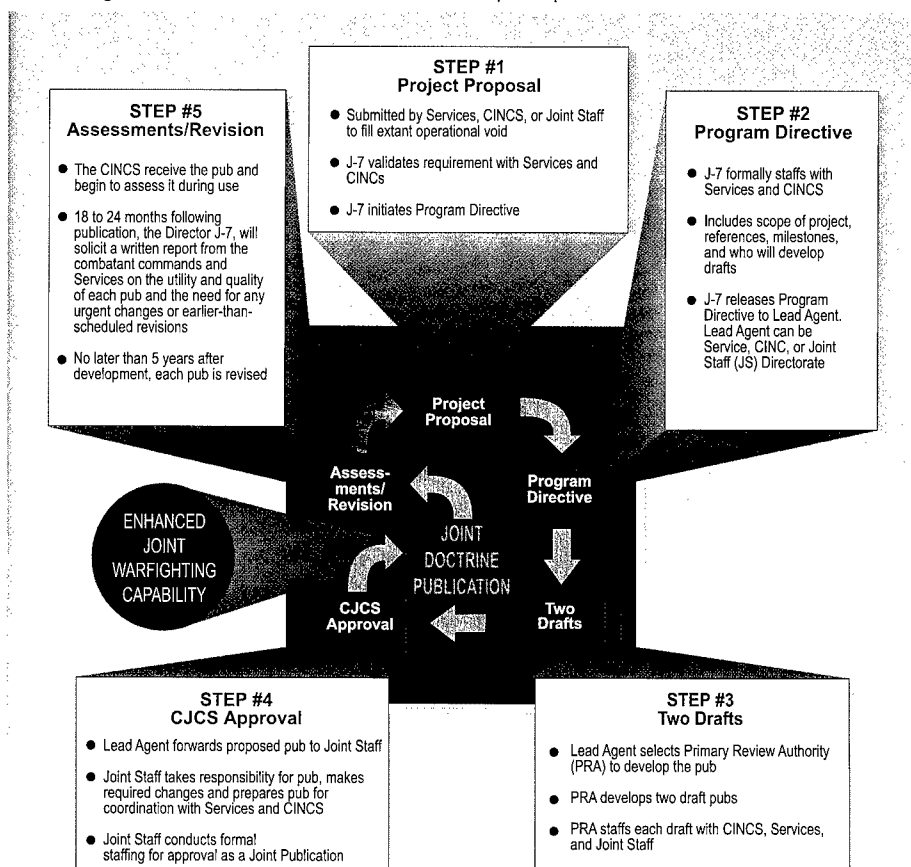 STEP #1
Project Proposal
● Submitted by Services, CINCS, or Joint Staff
to fill extant operational void
● J-7 validates requirement with Services and
CINCs
● J-7 initiates Program Directive
STEP #2
Program Directive
● J-7 formally staffs with
Services and CINCS
● Includes scope of project,
references, milestones,
and who will develop
drafts
● J-7 releases Program
Directive to Lead Agent.
Lead Agent can be
Service, CINC, or Joint
Staff (JS) Directorate
STEP #3
Two Drafts
● Lead Agent selects Primary Review Authority
(PRA) to develop the pub
● PRA develops two draft pubs
● PRA staffs each draft with CINCS, Services,
and Joint Staff
STEP #4
CJCS Approval
● Lead Agent forwards proposed pub to Joint Staff
● Joint Staff takes responsibility for pub, makes
required changes and prepares pub for
coordination with Services and CINCS
● Joint Staff conducts formal
staffing for approval as a Joint Publication
STEP #5
Assessments/Revision
● The CINCS receive the pub and
begin to assess it during use
● 18 to 24 months following
publication, the Director J-7, will
solicit a written report from the
combatant commands and
Services on the utility and quality
of each pub and the need for any
urgent changes or earlier-than-
scheduled revisions
● No later than 5 years after
development, each pub is revised
Project
Proposal
Program
Directive
Two
Drafts
CJCS
Approval
Assess-
ments/
Revision
JOINT
DOCTRINE
PUBLICATION
ENHANCED
JOINT
WARFIGHTING
CAPABILITY